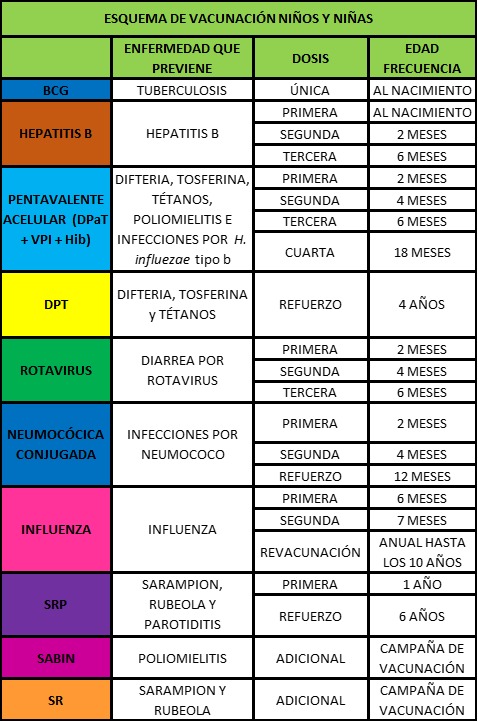 ESQUEMA DE VACUNACIÓN NIÑOS Y NIÑAS
ENFERMEDAD QUE
PREVIENE
DOSIS
EDAD
FRECUENCIA
BCG
TUBERCULOSIS
ÚNICA
AL NACIMIENTO
HEPATITIS B
HEPATITIS B
PRIMERA
AL NACIMIENTO
SEGUNDA
2 MESES
TERCERA
6 MESES
PENTAVALENTE
ACELULAR (DPaT
+ VPI + Hib)
DIFTERIA, TOSFERINA,
TÉTANOS,
POLIOMIELITIS E
INFECCIONES POR H.
influezae tipo b
PRIMERA
2 MESES
SEGUNDA
4 MESES
TERCERA
6 MESES
CUARTA
18 MESES
DPT
DIFTERIA, TOSFERINA
y TÉTANOS
REFUERZO
4 AÑOS
ROTAVIRUS
DIARREA POR
ROTAVIRUS
PRIMERA
2 MESES
SEGUNDA
4 MESES
TERCERA
6 MESES
NEUMOCÓCICA
CONJUGADA
INFECCIONES POR
NEUMOCOCO
PRIMERA
2 MESES
SEGUNDA
4 MESES
REFUERZO
12 MESES
INFLUENZA
INFLUENZA
PRIMERA
6 MESES
SEGUNDA
7 MESES
REVACUNACIÓN
ANUAL HASTA
LOS 10 AÑOS
SRP
SARAMPION,
RUBEOLA Y
PAROTIDITIS
PRIMERA
1 AÑO
REFUERZO
6 AÑOS
SABIN
POLIOMIELITIS
ADICIONAL
CAMPAÑA DE
VACUNACIÓN
SR
SARAMPION Y
RUBEOLA
ADICIONAL
CAMPAÑA DE
VACUNACIÓN